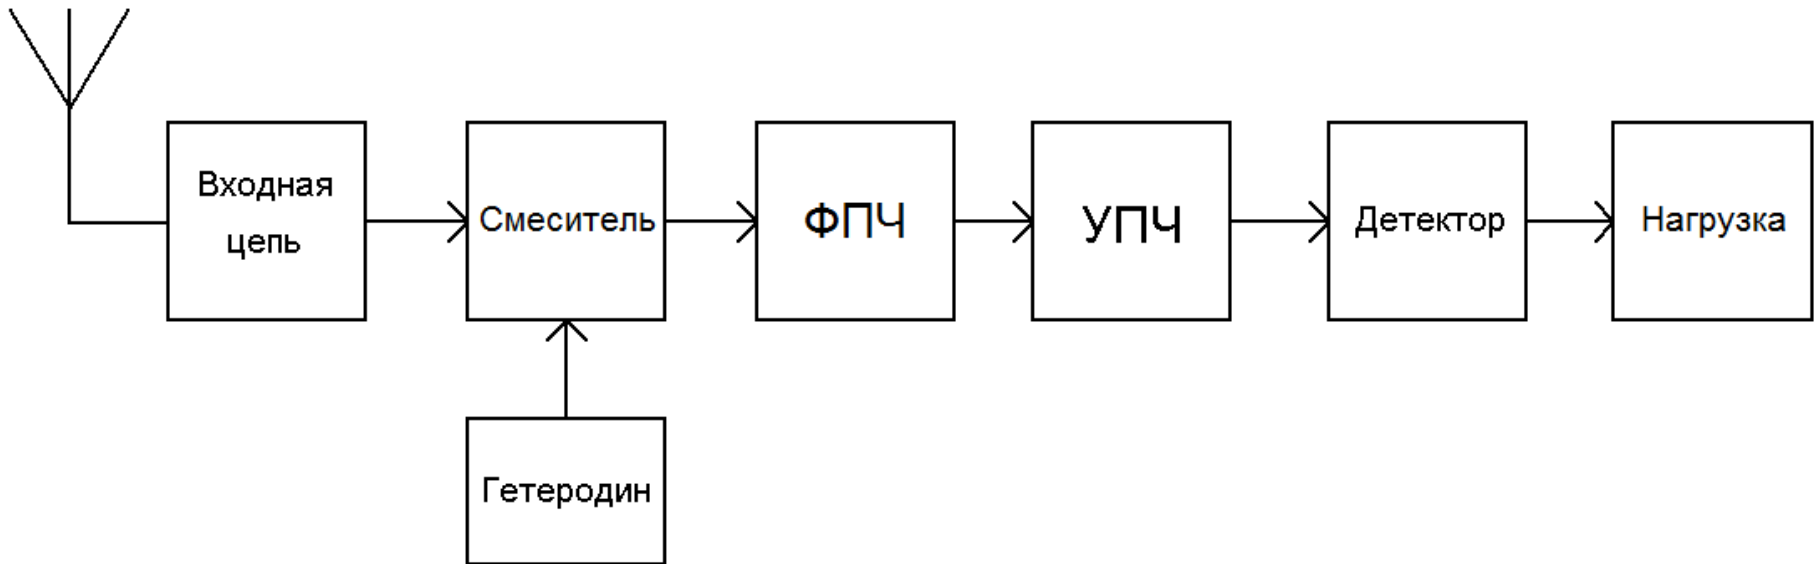 Входная
цепь
Смеситель
ФПЧ
УПЧ
Детектор
Нагрузка
Гетеродин